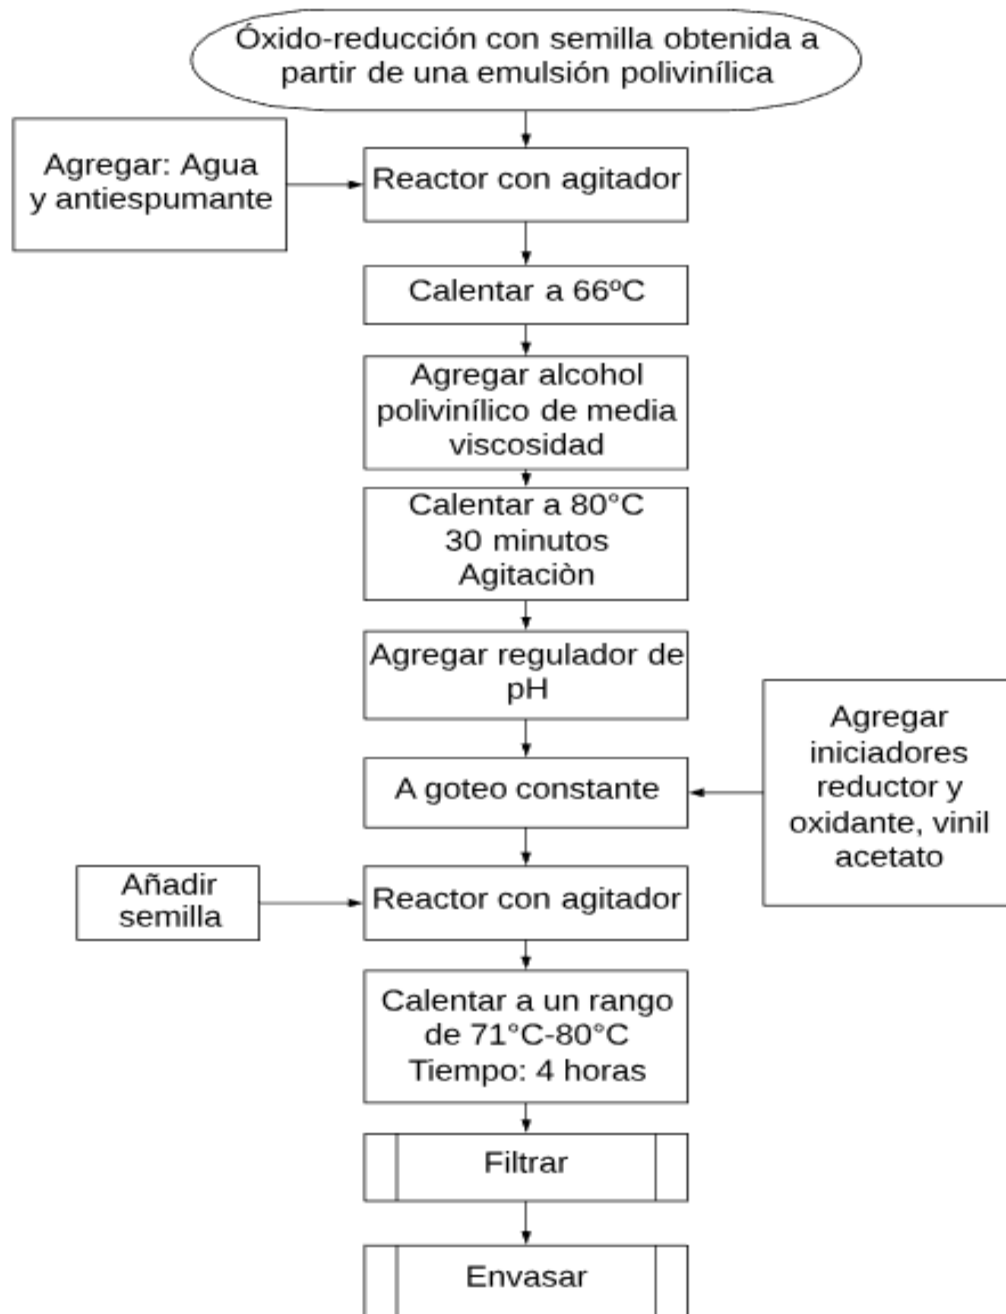 Óxido-reducción con semilla obtenida a
partir de una emulsión polivinílica
Agregar: Agua
y antiespumante
Reactor con agitador
Calentar a 66ºC
Agregar alcohol
polivinílico de media
viscosidad
Calentar a 80°C
30 minutos
Agitaciòn
Agregar regulador de
pH
A goteo constante
Agregar
iniciadores
reductor y
oxidante, vinil
acetato
Añadir
semilla
Reactor con agitador
Calentar a un rango
de 71°C-80°C
Tiempo: 4 horas
Filtrar
Envasar